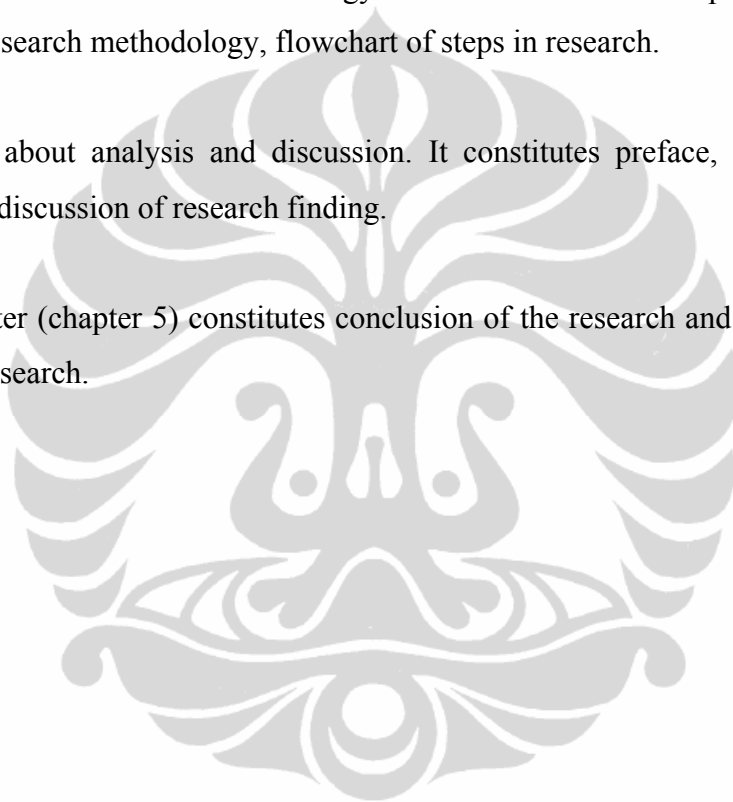 search methodology, flowchart of steps in research.
about analysis and discussion. It constitutes preface,
discussion of research finding.
ter (chapter 5) constitutes conclusion of the research and
search.